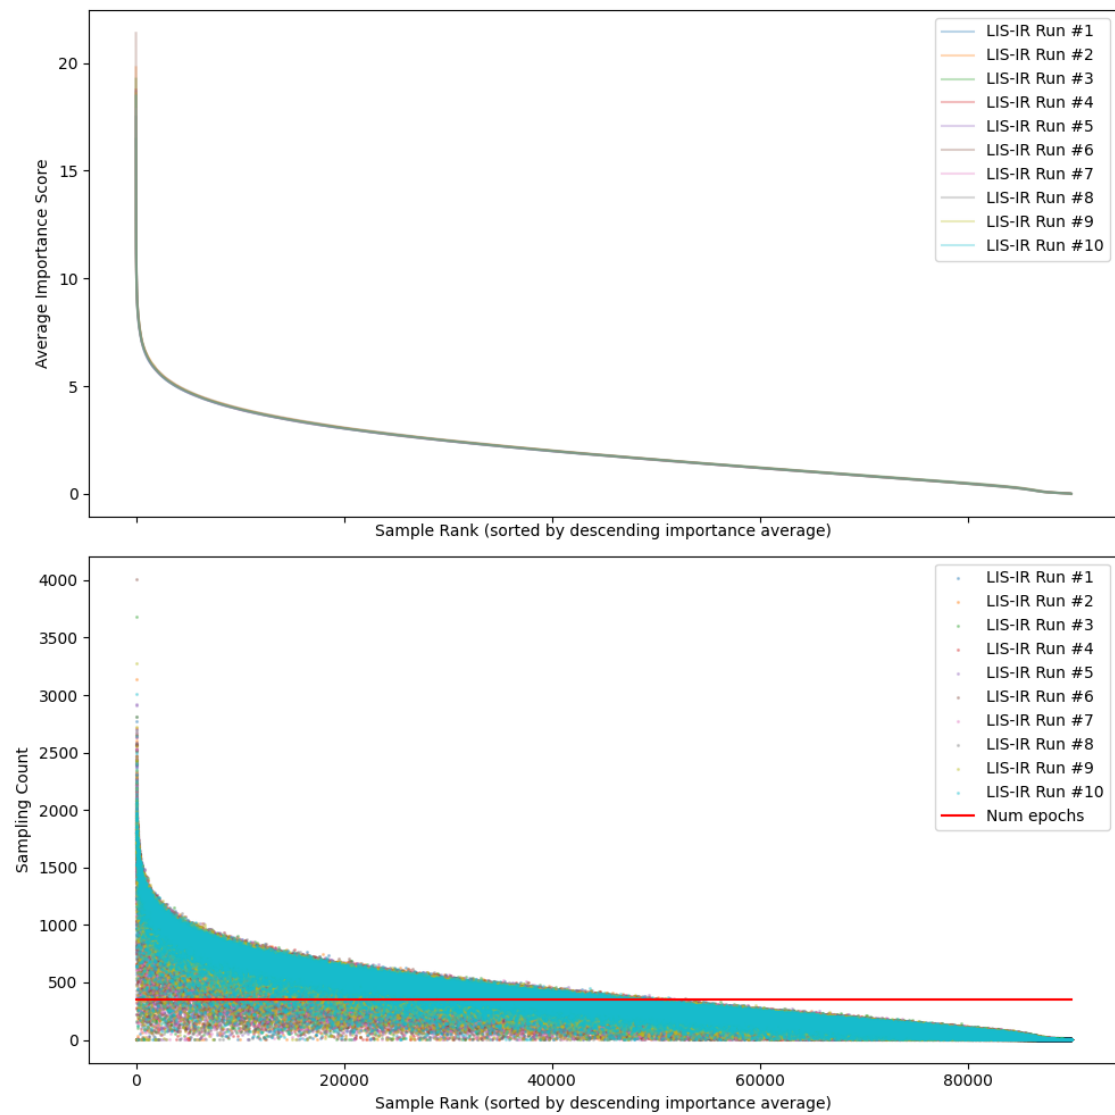 20
15
10
5
0
Average Importance Score
LIS-IR Run #1
LIS-IR Run #2
LIS-IR Run #3
LIS-IR Run #4
LIS-IR Run #5
LIS-IR Run #6
LIS-IR Run #7
LIS-IR Run #8
LIS-IR Run #9
LIS-IR Run #10
Sample Rank (sorted by descending importance average)
4000
3500
3000
2500
2000
1500
1000
500
0
Sampling Count
LIS-IR Run #1
LIS-IR Run #2
LIS-IR Run #3
LIS-IR Run #4
LIS-IR Run #5
LIS-IR Run #6
LIS-IR Run #7
LIS-IR Run #8
LIS-IR Run #9
LIS-IR Run #10
Num epochs
0 20000 40000 60000 80000
Sample Rank (sorted by descending importance average)